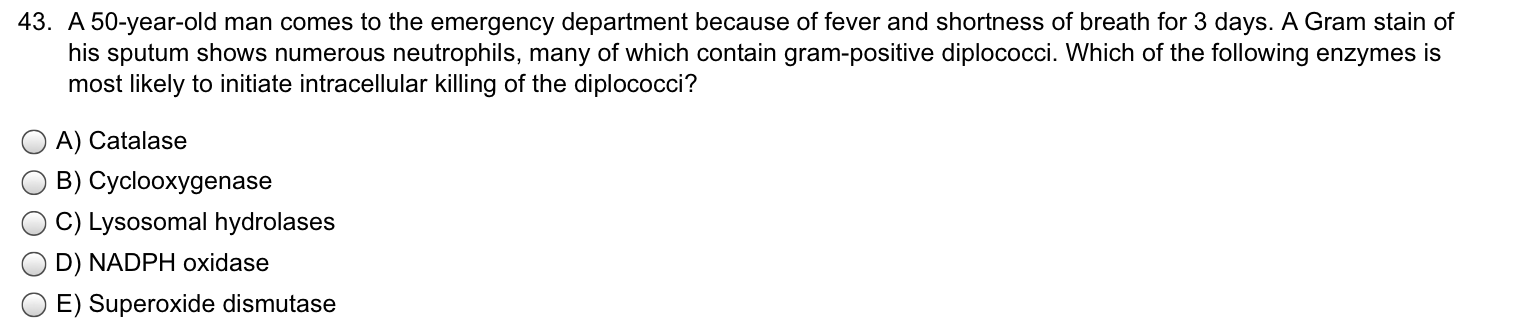 43. A 50-year-old man comes to the emergency department because of fever and shortness of breath for 3 days. A Gram stain of
his sputum shows numerous neutrophils, many of which contain gram-positive diplococci. Which of the following enzymes is
most likely to initiate intracellular killing of the diplococci?
A) Catalase
B) Cyclooxygenase
C) Lysosomal hydrolases
D) NADPH oxidase
E) Superoxide dismutase